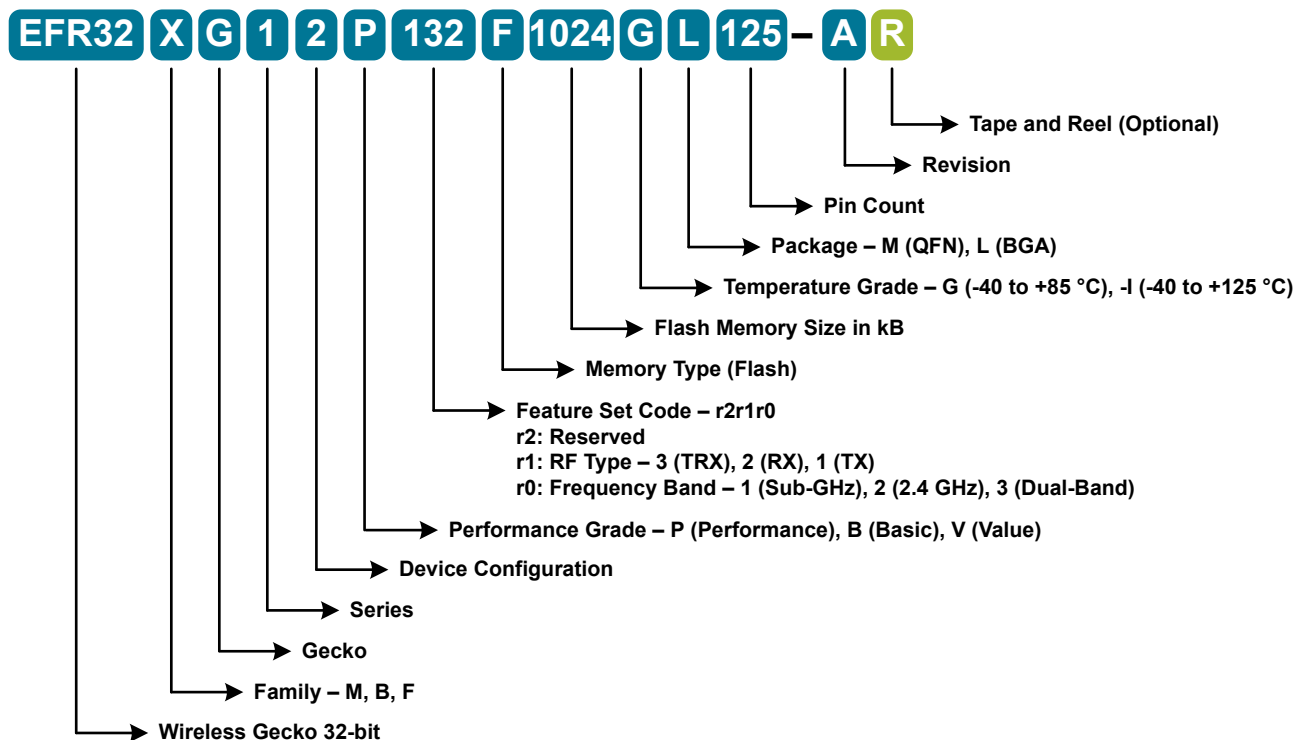 EFR32 X G 1 2 P 132 F 1024 G L 125 – A R
Tape and Reel (Optional)
Revision
Pin Count
Package – M (QFN), L (BGA)
Temperature Grade – G (-40 to +85 °C), -I (-40 to +125 °C)
Flash Memory Size in kB
Memory Type (Flash)
Feature Set Code – r2r1r0
r2: Reserved
r1: RF Type – 3 (TRX), 2 (RX), 1 (TX)
r0: Frequency Band – 1 (Sub-GHz), 2 (2.4 GHz), 3 (Dual-Band)
Performance Grade – P (Performance), B (Basic), V (Value)
Device Configuration
Series
Gecko
Family – M, B, F
Wireless Gecko 32-bit